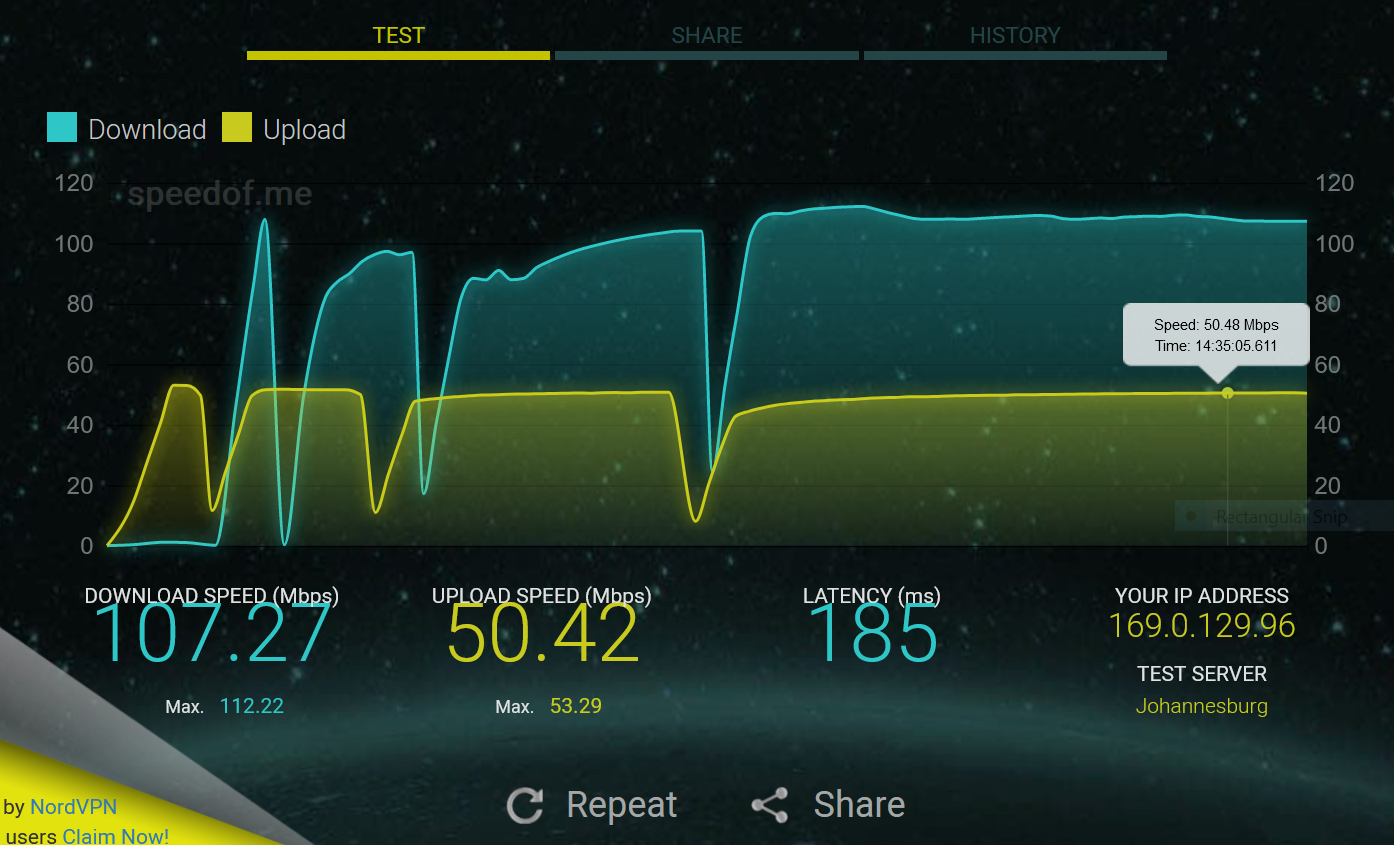 TEST SHARE HISTORY
Download Upload
speedof.me
120 120
100 100
80 80
Speed: 50.48 Mbps
Time: 14:35:05.611
60 60
40 40
20 20
Rectangular Snip
0 0
DOWNLOAD SPEED (Mbps) UPLOAD SPEED (Mbps) LATENCY (ms) YOUR IP ADDRESS
107.27 50.42 185 169.0.129.96
TEST SERVER
Max. 112.22 Max. 53.29 Johannesburg
Repeat Share
by NordVPN
users Claim Now!